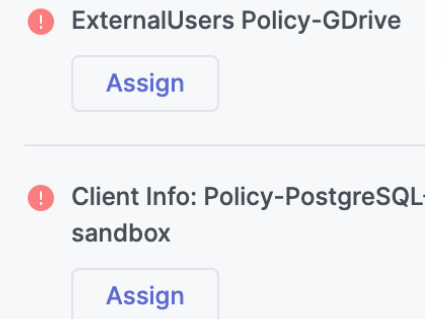 ExternalUsers Policy-GDrive
Assign
Client Info: Policy-PostgreSQL-
sandbox
Assign